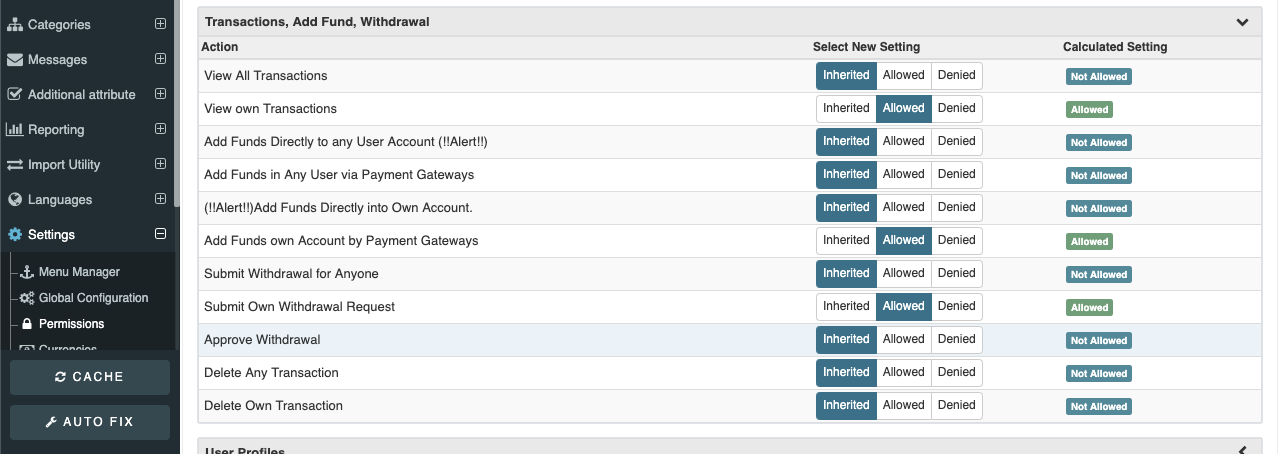 Categories
Messages
Additional attribute
Reporting
Import Utility
Languages
Settings
Menu Manager
Global Configuration
Permissions
Currencies
CACHE
AUTO FIX
Transactions, Add Fund, Withdrawal
Action Select New Setting Calculated Setting
View All Transactions Inherited Allowed Denied Not Allowed
View own Transactions Inherited Allowed Denied Allowed
Add Funds Directly to any User Account (!!Alert!!) Inherited Allowed Denied Not Allowed
Add Funds in Any User via Payment Gateways Inherited Allowed Denied Not Allowed
(!!Alert!!)Add Funds Directly into Own Account. Inherited Allowed Denied Not Allowed
Add Funds own Account by Payment Gateways Inherited Allowed Denied Allowed
Submit Withdrawal for Anyone Inherited Allowed Denied Not Allowed
Submit Own Withdrawal Request Inherited Allowed Denied Allowed
Approve Withdrawal Inherited Allowed Denied Not Allowed
Delete Any Transaction Inherited Allowed Denied Not Allowed
Delete Own Transaction Inherited Allowed Denied Not Allowed
User Profiles